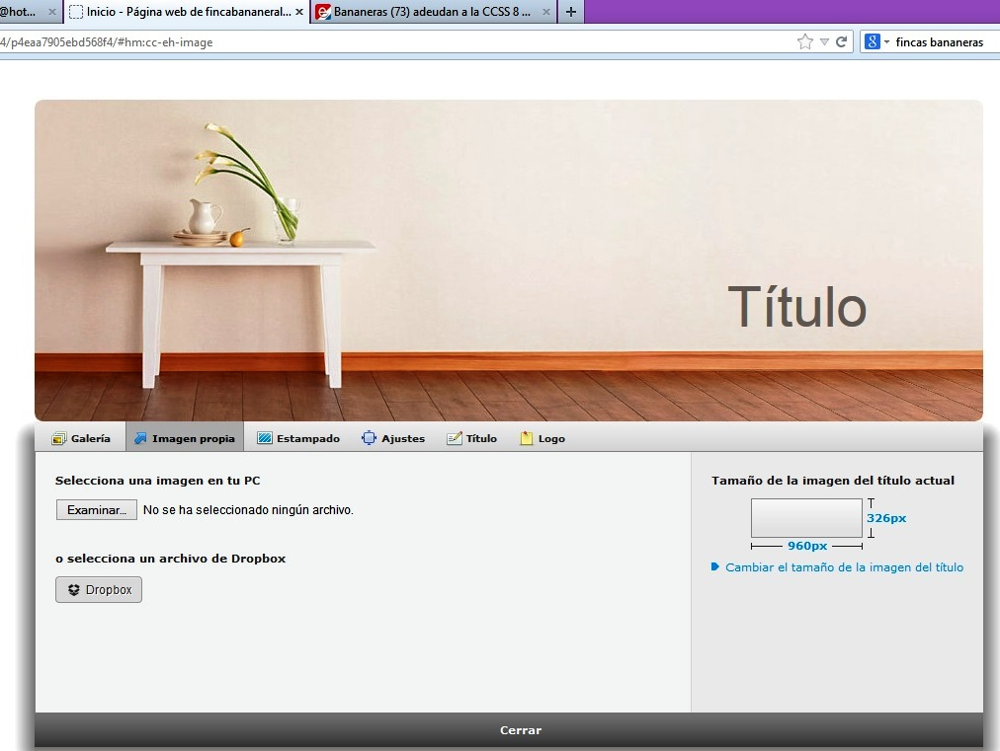 @hot...
Inicio - Página web de fincabananeral...
Bananeras (73) adeudan a la CCSS 8 ...
4/p4eaa7905ebd568f4/#hm:cc-eh-image
fincas bananeras
Título
Galería
Imagen propia
Estampado
Ajustes
Título
Logo
Selecciona una imagen en tu PC
Examinar... No se ha seleccionado ningún archivo.
o selecciona un archivo de Dropbox
Dropbox
Tamaño de la imagen del título actual
326px
960px
Cambiar el tamaño de la imagen del título
Cerrar